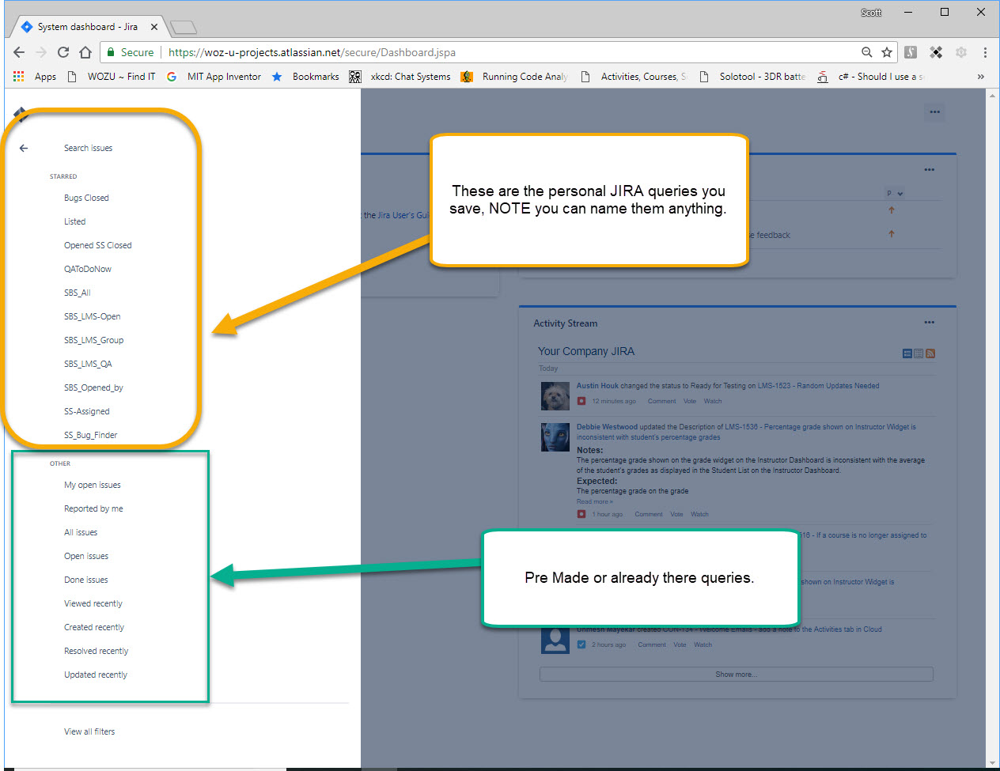 Scott
System dashboard - Jira
Secure
https://woz-u-projects.atlassian.net/secure/Dashboard.jspa
Apps
WOZU ~ Find IT
MIT App Inventor
Bookmarks
xkcd: Chat Systems
Running Code Analy
Activities, Courses, S
Solotool - 3DR batte
c# - Should I use a s
Search issues
STARRED
Bugs Closed
Listed
Opened SS Closed
QAToDoNow
SBS_All
SBS_LMS-Open
SBS_LMS_Group
SBS_LMS_QA
SBS_Opened_by
SS-Assigned
SS_Bug_Finder
OTHER
My open issues
Reported by me
All issues
Open issues
Done issues
Viewed recently
Created recently
Resolved recently
Updated recently
View all filters
These are the personal JIRA queries you
save, NOTE you can name them anything.
the Jira User's Gui
P
feedback
Activity Stream
Your Company JIRA
Today
Austin Houk changed the status to Ready for Testing on LMS-1523 - Random Updates Needed
12 minutes ago Comment Vote Watch
Debbie Westwood updated the Description of LMS-1536 - Percentage grade shown on Instructor Widget is
inconsistent with student's percentage grades
Notes:
The percentage grade shown on the grade widget on the Instructor Dashboard is inconsistent with the average
of the student's grades as displayed in the Student List on the Instructor Dashboard.
Expected:
The percentage grade on the grade
Read more »
1 hour ago Comment Vote Watch
516 - If a course is no longer assigned to
Pre Made or already there queries.
shown on Instructor Widget is
Unmesh Mayekar created CON-134 - Welcome Emails - add a note to the Activities tab in Cloud
2 hours ago Comment Vote Watch
Show more...